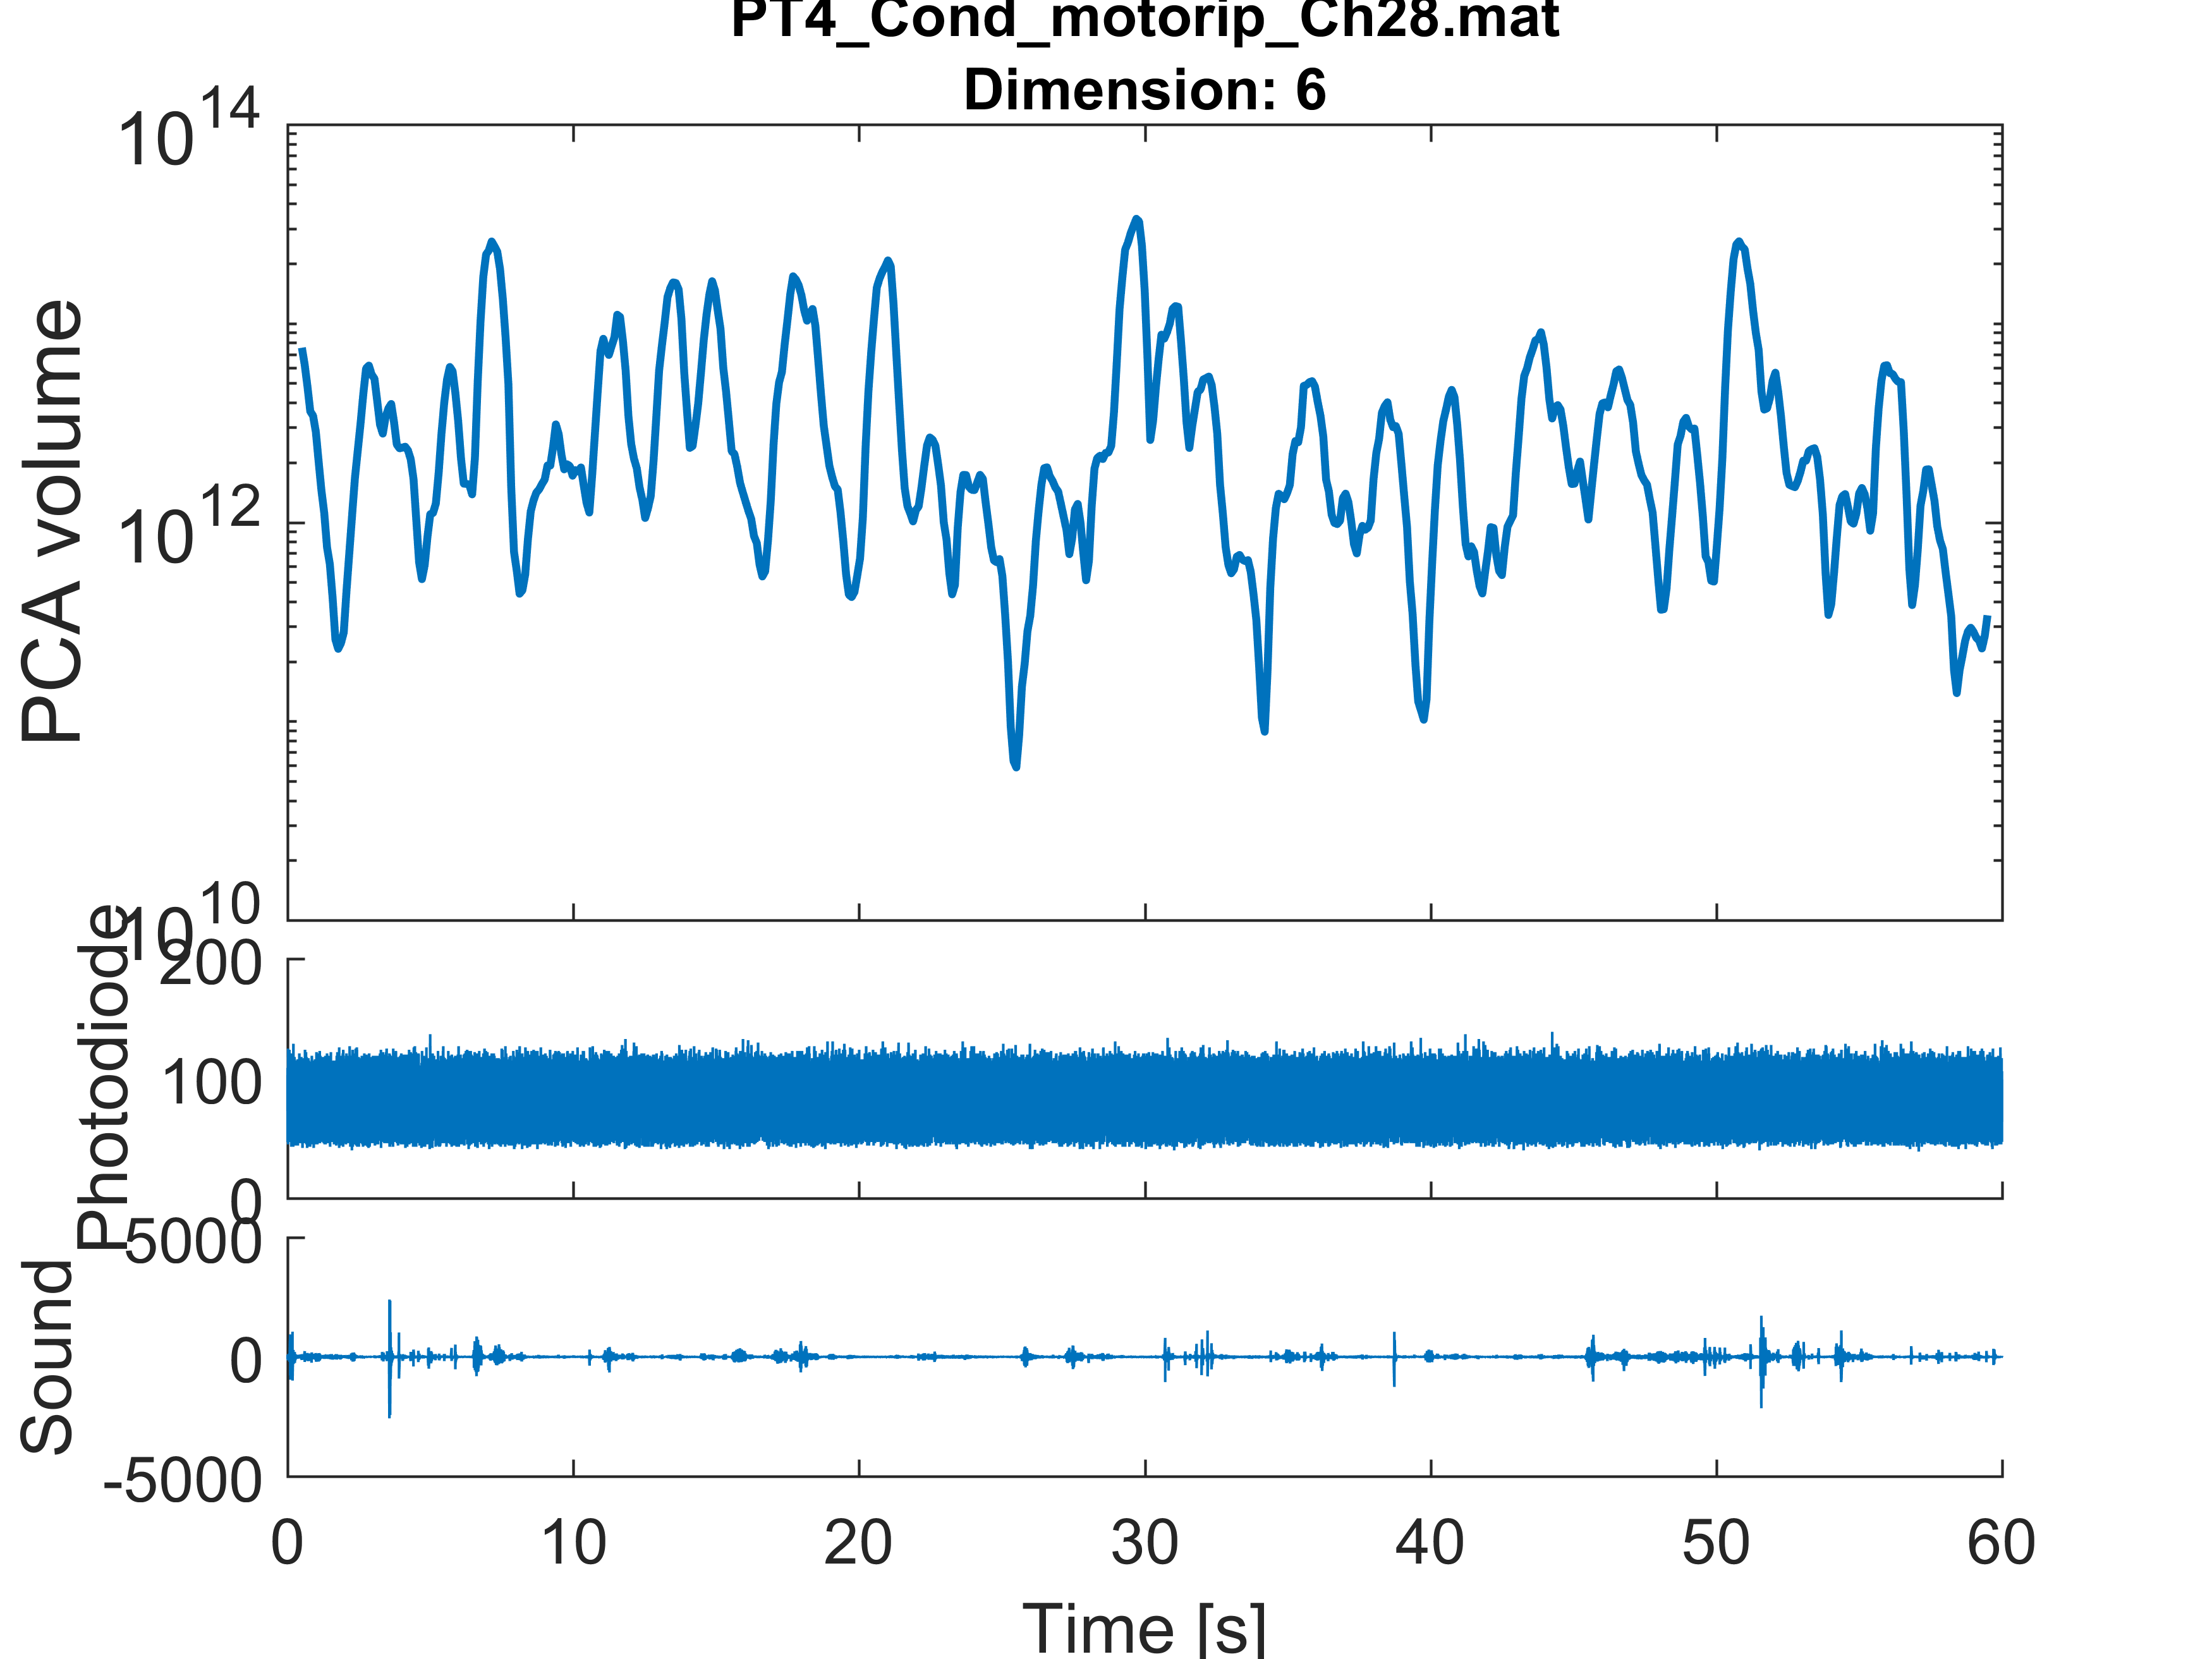 PT4_Cond_motorip_Ch28.mat
Dimension: 6
PCA volume
10^14
10^12
10^10
Photodiode
200
100
0
Sound
5000
0
-5000
0 10 20 30 40 50 60
Time [s]